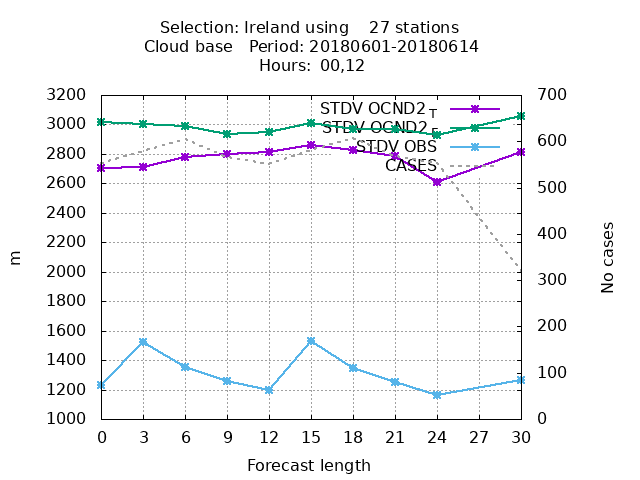 Selection: Ireland using    27 stations
Cloud base   Period: 20180601-20180614
Hours:  00,12
3200
3000
2800
2600
2400
2200
2000
1800
1600
1400
1200
1000
m
STDV OCND2 T
STDV OCND2
STDV OBS
CASES
700
600
500
400
300
200
100
0
No cases
0 3 6 9 12 15 18 21 24 27 30
Forecast length